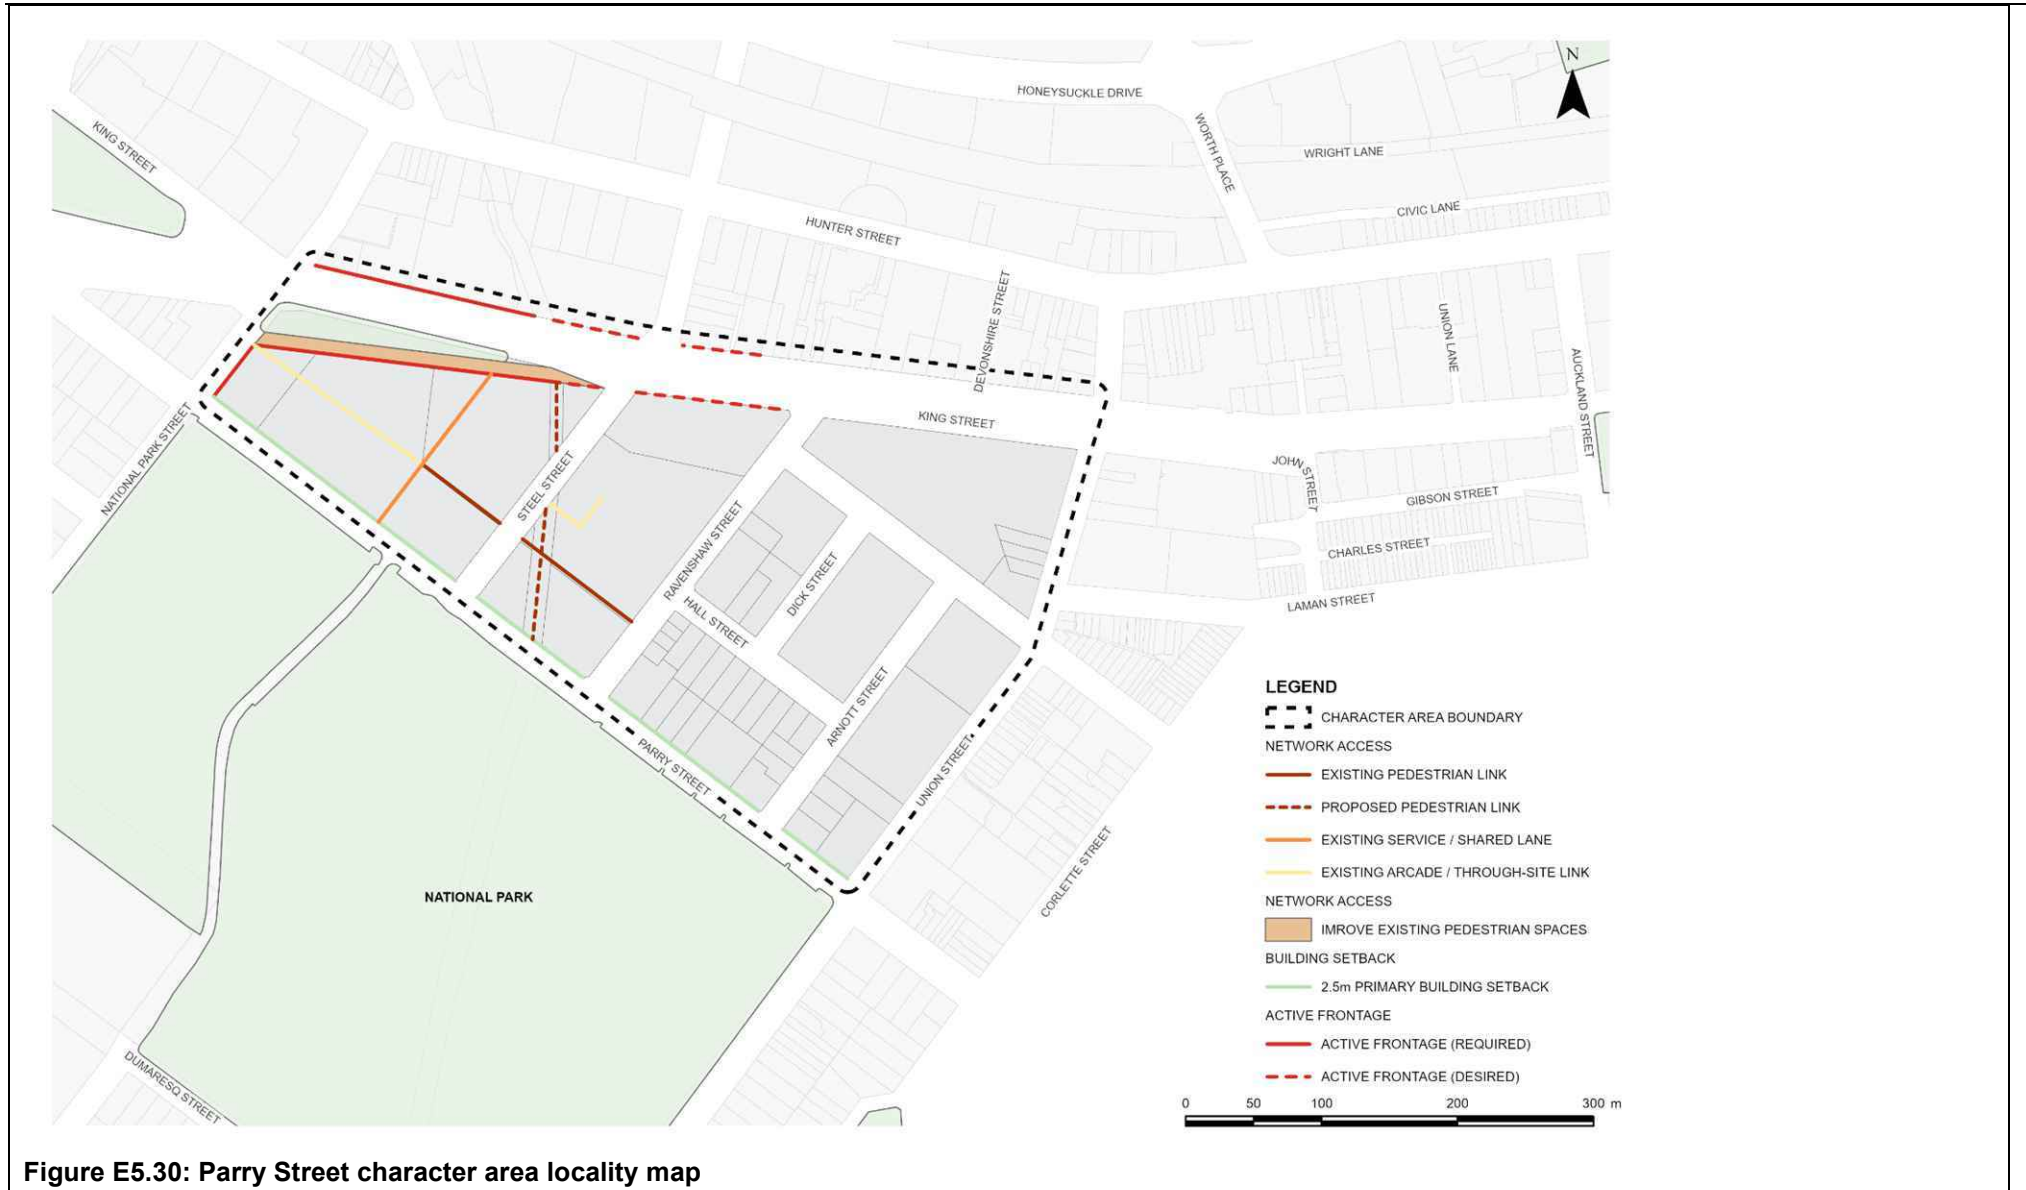 N
HONEYSUCKLE DRIVE
KING STREET
WORTH PLACE
WRIGHT LANE
CIVIC LANE
HUNTER STREET
DEVONSHIRE STREET
UNION LANE
AUCKLAND STREET
KING STREET
NATIONAL PARK STREET
STEEL STREET
JOHN STREET
GIBSON STREET
RAVENSHAW STREET
CHARLES STREET
DICK STREET
HALL STREET
LAMAN STREET
ARNOTT STREET
PARRY STREET
UNION STREET
CORLETTE STREET
NATIONAL PARK
DUMARESQ STREET
LEGEND
CHARACTER AREA BOUNDARY
NETWORK ACCESS
EXISTING PEDESTRIAN LINK
PROPOSED PEDESTRIAN LINK
EXISTING SERVICE / SHARED LANE
EXISTING ARCADE / THROUGH-SITE LINK
NETWORK ACCESS
IMROVE EXISTING PEDESTRIAN SPACES
BUILDING SETBACK
2.5m PRIMARY BUILDING SETBACK
ACTIVE FRONTAGE
ACTIVE FRONTAGE (REQUIRED)
ACTIVE FRONTAGE (DESIRED)
0 50 100 200 300 m
Figure E5.30: Parry Street character area locality map